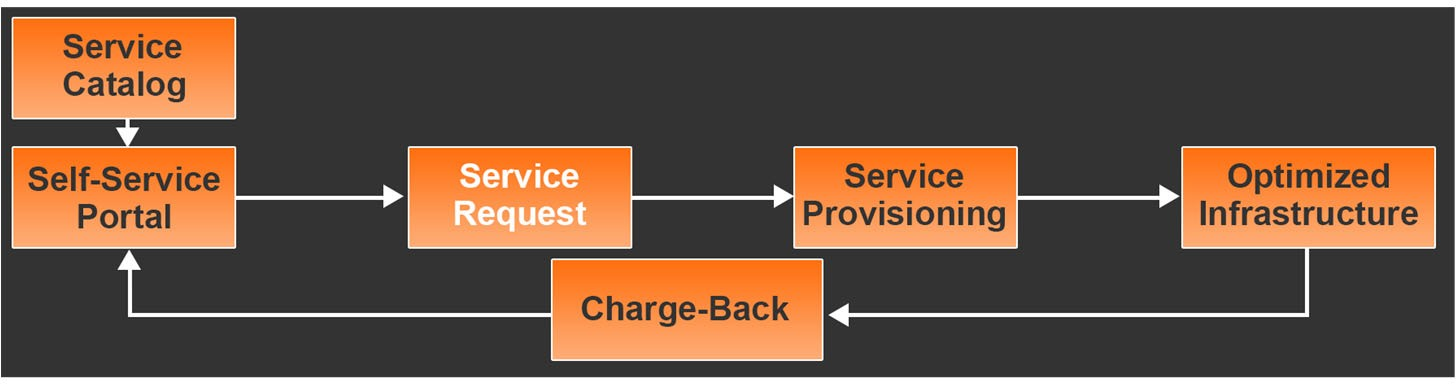 Service
Catalog
Self-Service
Portal
Service
Request
Service
Provisioning
Optimized
Infrastructure
Charge-Back